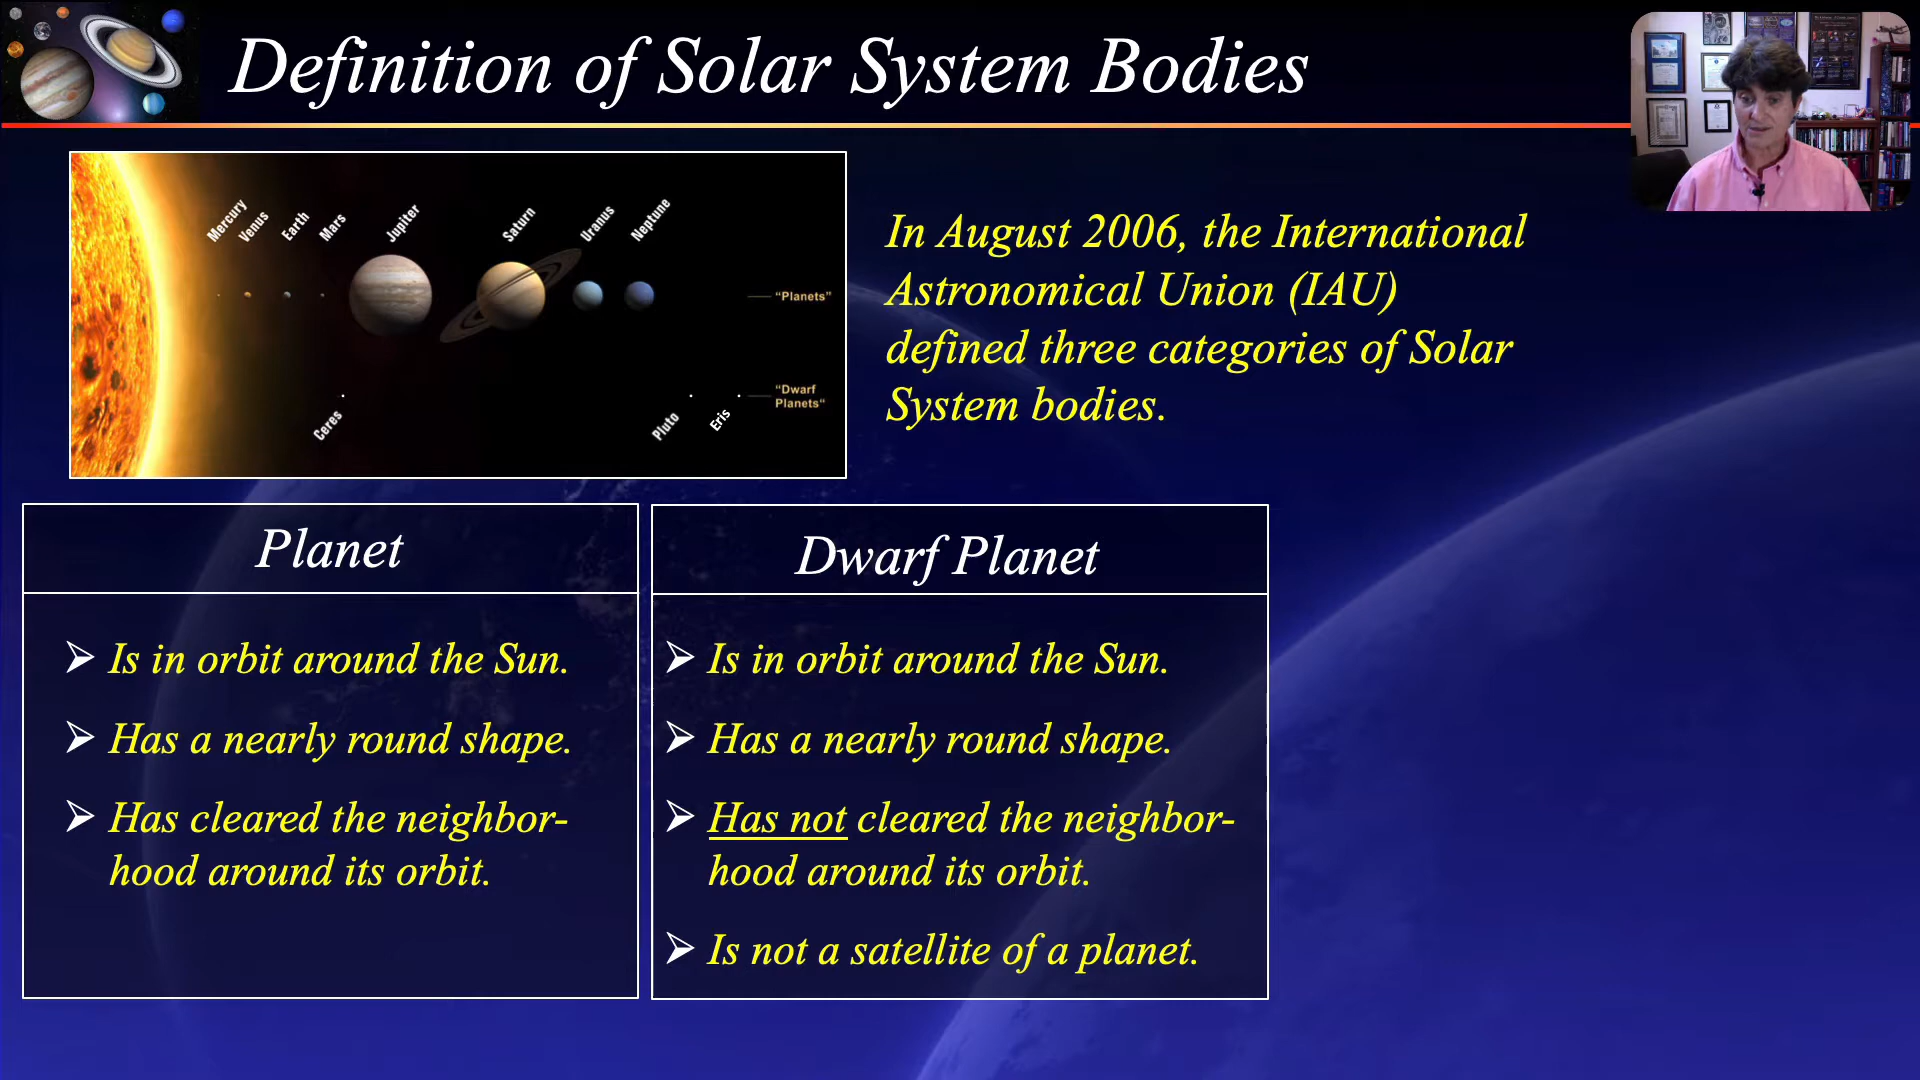 Definition of Solar System Bodies
Mercury
Venus
Earth
Mars
Jupiter
Saturn
Uranus
Neptune
“Planets”
Ceres
Pluto
Eris
“Dwarf
Planets“
In August 2006, the International
Astronomical Union (IAU)
defined three categories of Solar
System bodies.
Planet
➢ Is in orbit around the Sun.
➢ Has a nearly round shape.
➢ Has cleared the neighbor-
hood around its orbit.
Dwarf Planet
➢ Is in orbit around the Sun.
➢ Has a nearly round shape.
➢ Has not cleared the neighbor-
hood around its orbit.
➢ Is not a satellite of a planet.